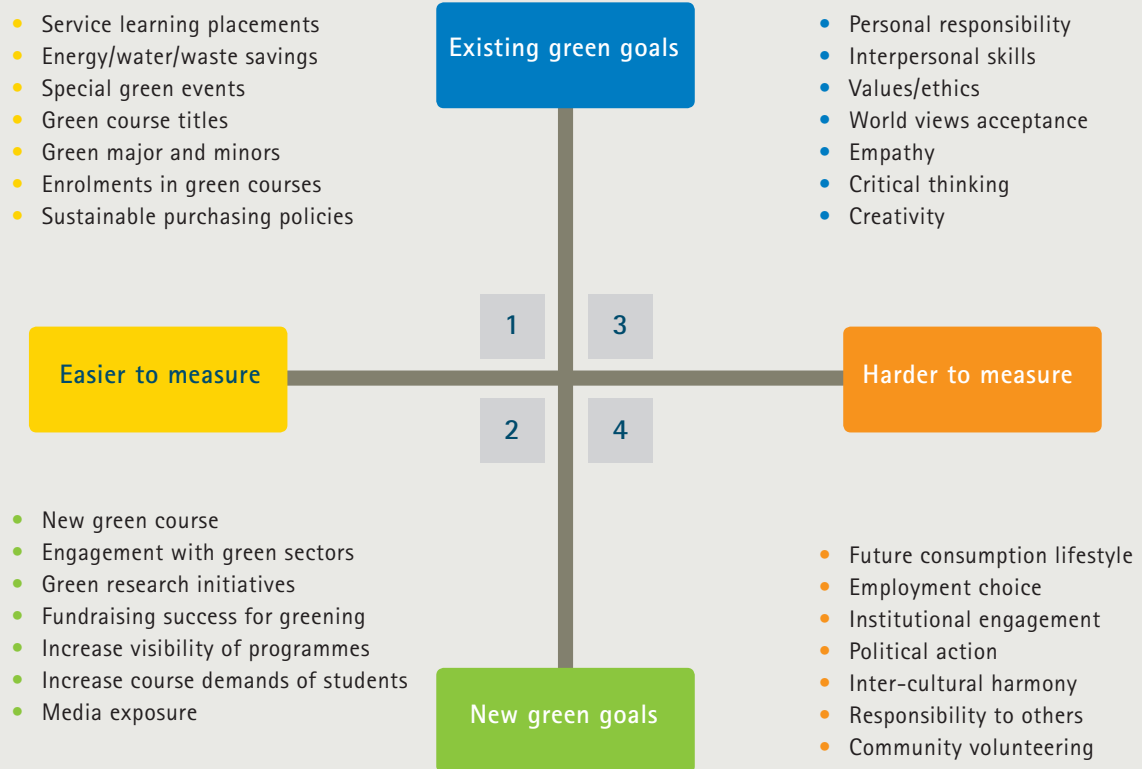 Existing green goals
• Service learning placements
• Energy/water/waste savings
• Special green events
• Green course titles
• Green major and minors
• Enrolments in green courses
• Sustainable purchasing policies
• Personal responsibility
• Interpersonal skills
• Values/ethics
• World views acceptance
• Empathy
• Critical thinking
• Creativity
1
3
Easier to measure
Harder to measure
2
4
• New green course
• Engagement with green sectors
• Green research initiatives
• Fundraising success for greening
• Increase visibility of programmes
• Increase course demands of students
• Media exposure
• Future consumption lifestyle
• Employment choice
• Institutional engagement
• Political action
• Inter-cultural harmony
• Responsibility to others
• Community volunteering
New green goals